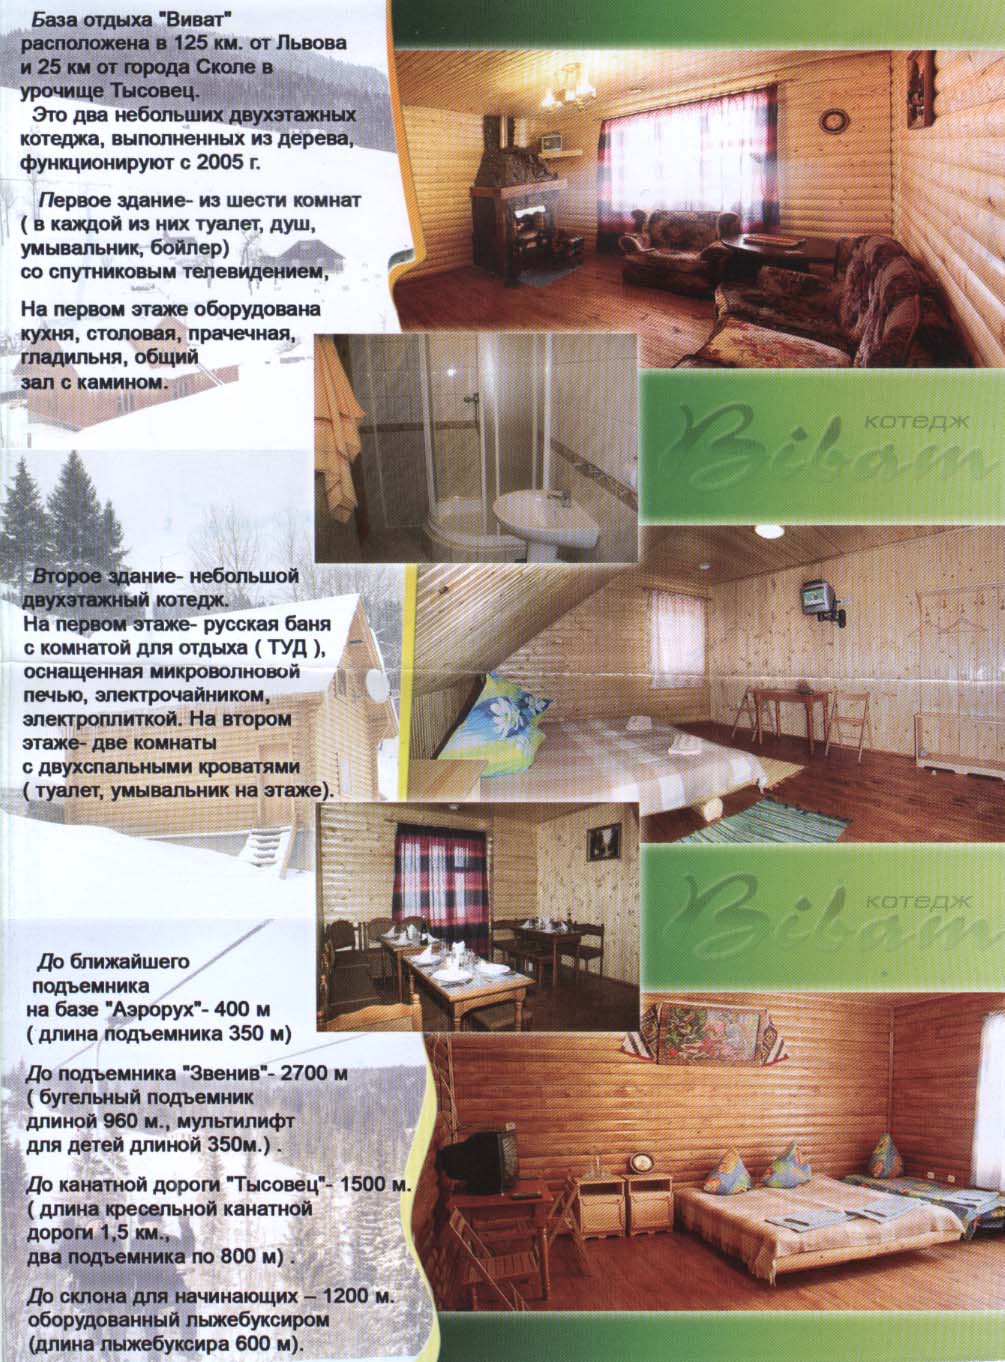 База отдыха "Виват"
расположена в 125 км. от Львова
и 25 км от города Сколе в
урочище Тысовец.
Это два небольших двухэтажных
котеджа, выполненных из дерева,
функционируют с 2005 г.
Первое здание- из шести комнат
( в каждой из них туалет, душ,
умывальник, бойлер)
со спутниковым телевидением,
На первом этаже оборудована
кухня, столовая, прачечная,
гладильня, общий
зал с камином.
котедж
Віват
Второе здание- небольшой
двухэтажный котедж.
На первом этаже- русская баня
с комнатой для отдыха ( ТУД ),
оснащенная микроволновой
печью, электрочайником,
электроплиткой. На втором
этаже- две комнаты
с двухспальными кроватями
( туалет, умывальник на этаже).
котедж
Віват
До ближайшего
подъемника
на базе "Аэрорух"- 400 м
( длина подъемника 350 м)
До подъемника "Звенив"- 2700 м
( бугельный подъемник
длиной 960 м., мультилифт
для детей длиной 350м.) .
До канатной дороги "Тысовец"- 1500 м.
( длина кресельной канатной
дороги 1,5 км.,
два подъемника по 800 м) .
До склона для начинающих – 1200 м.
оборудованный лыжебуксиром
(длина лыжебуксира 600 м).